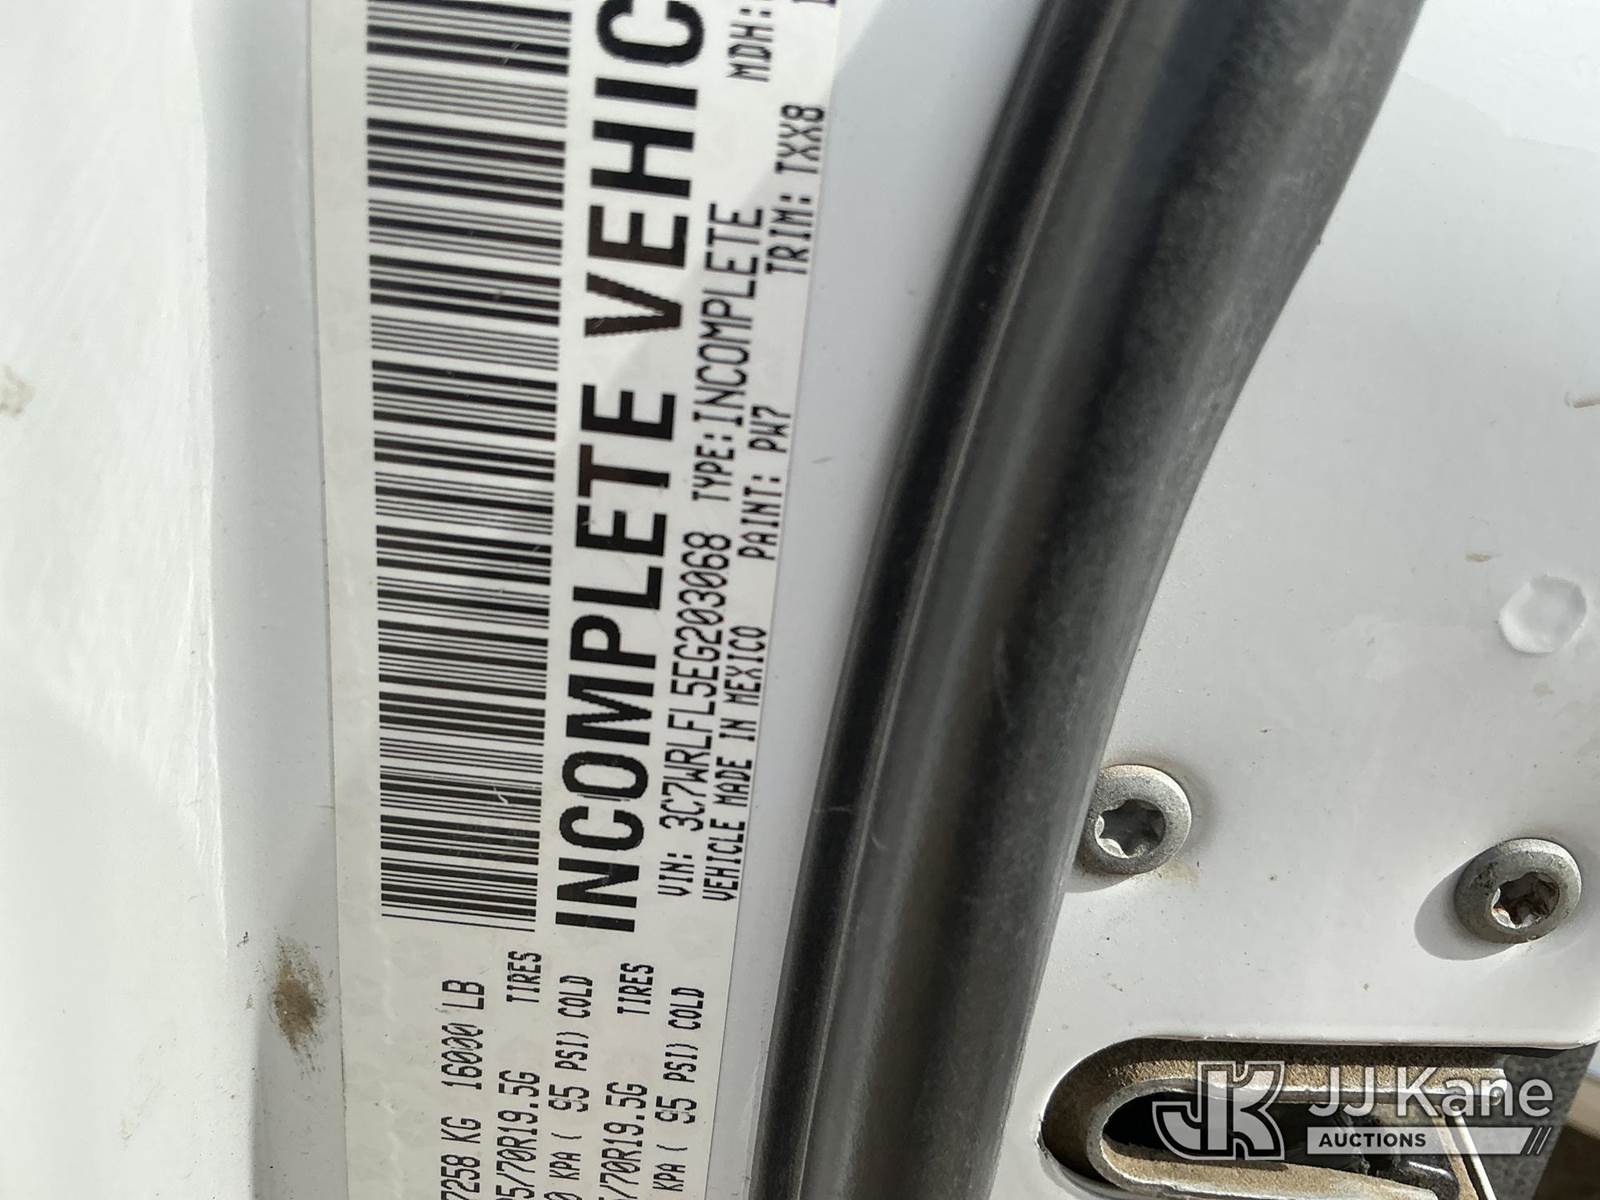 7258 KG 16000 LB
5/70R19.5G TIRES
KPA ( 95 PSI) COLD
/70R19.5G TIRES
KPA ( 95 PSI) COLD
INCOMPLETE VEHIC
VIN: 3C7WRLFL5EG203068 TYPE:INCOMPLETE
VEHICLE MADE IN MEXICO PAINT: PW7 TRIM: TXX8
MDH:
JK JJ Kane
AUCTIONS